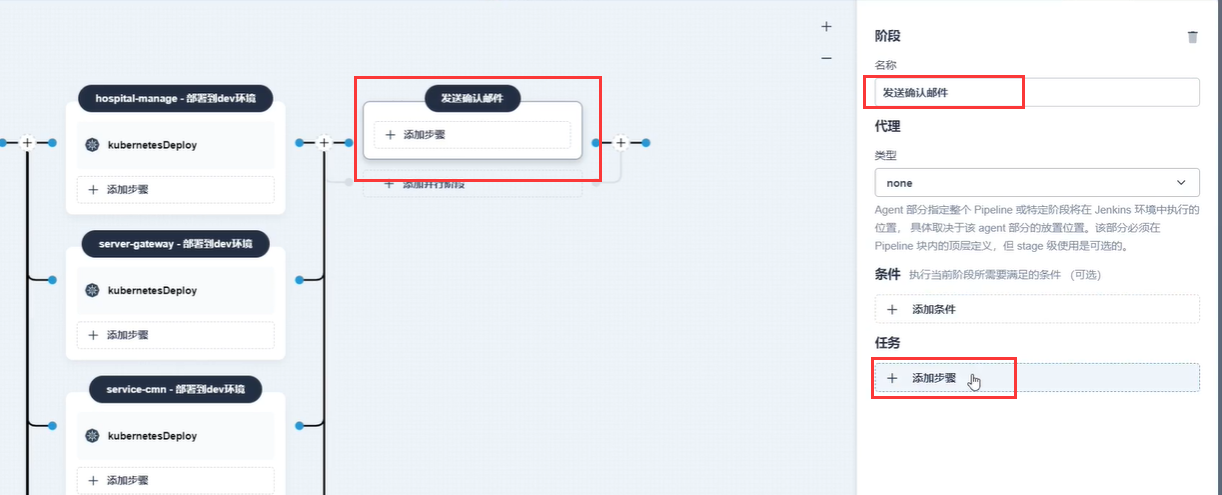 hospital-manage - 部署到dev环境
kubernetesDeploy
添加步骤
server-gateway - 部署到dev环境
kubernetesDeploy
添加步骤
service-cmn - 部署到dev环境
kubernetesDeploy
添加步骤
发送确认邮件
添加步骤
添加并行阶段
阶段
名称
发送确认邮件
代理
类型
none
Agent 部分指定整个 Pipeline 或特定阶段将在 Jenkins 环境中执行的
位置， 具体取决于该 agent 部分的放置位置。该部分必须在
Pipeline 块内的顶层定义，但 stage 级使用是可选的。
条件 执行当前阶段所需要满足的条件 （可选）
添加条件
任务
添加步骤